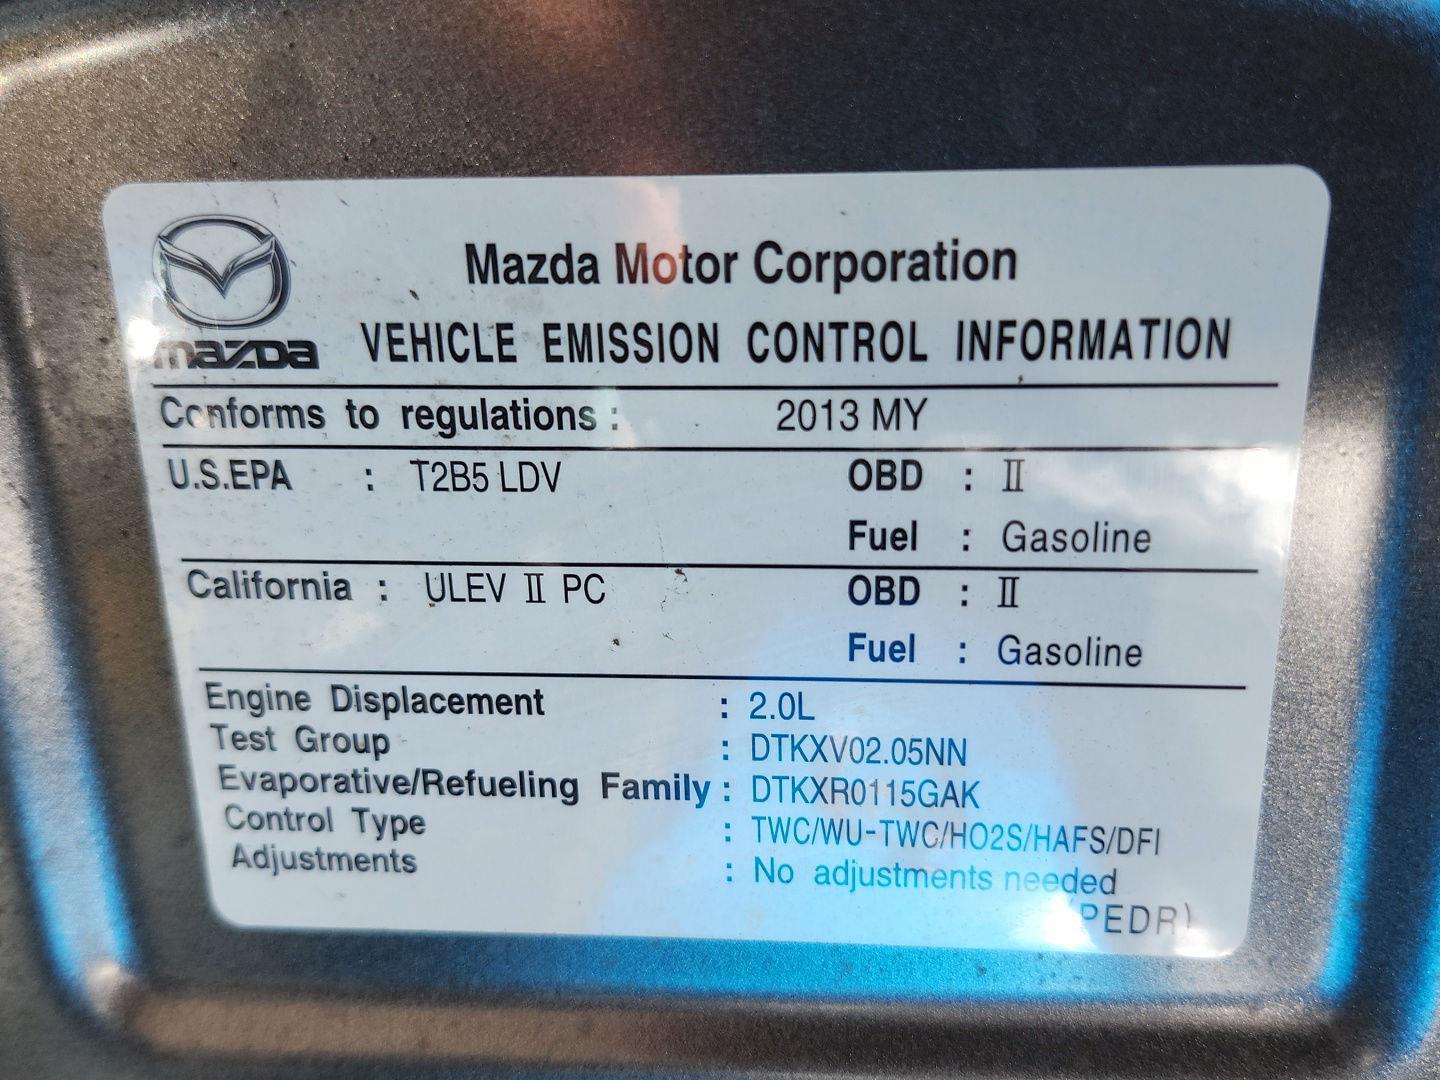 Mazda Motor Corporation
mazda VEHICLE EMISSION CONTROL INFORMATION
Conforms to regulations : 2013 MY
U.S.EPA : T2B5 LDV OBD : II
Fuel : Gasoline
California : ULEV II PC OBD : II
Fuel : Gasoline
Engine Displacement : 2.0L
Test Group : DTKXV02.05NN
Evaporative/Refueling Family : DTKXR0115GAK
Control Type : TWC/WU-TWC/HO2S/HAFS/DFI
Adjustments : No adjustments needed
(PEDR)